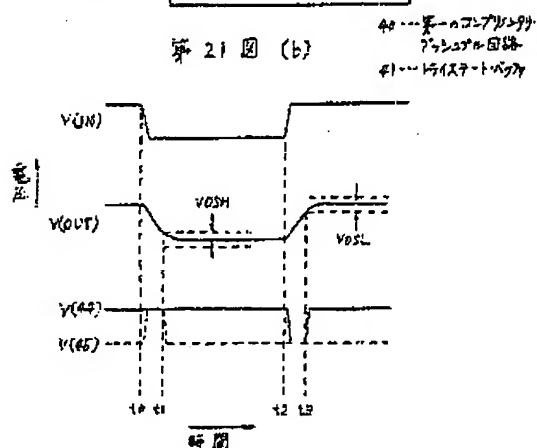 40…第一のコンプリメンタリ・
プッシュプル回路
41…トライステート・バッファ
第 21 図 (b)
V(IN)
電圧
V(OUT)
VOSH
VOSL
V(44)
V(45)
t0 t1 t2 t3
時間